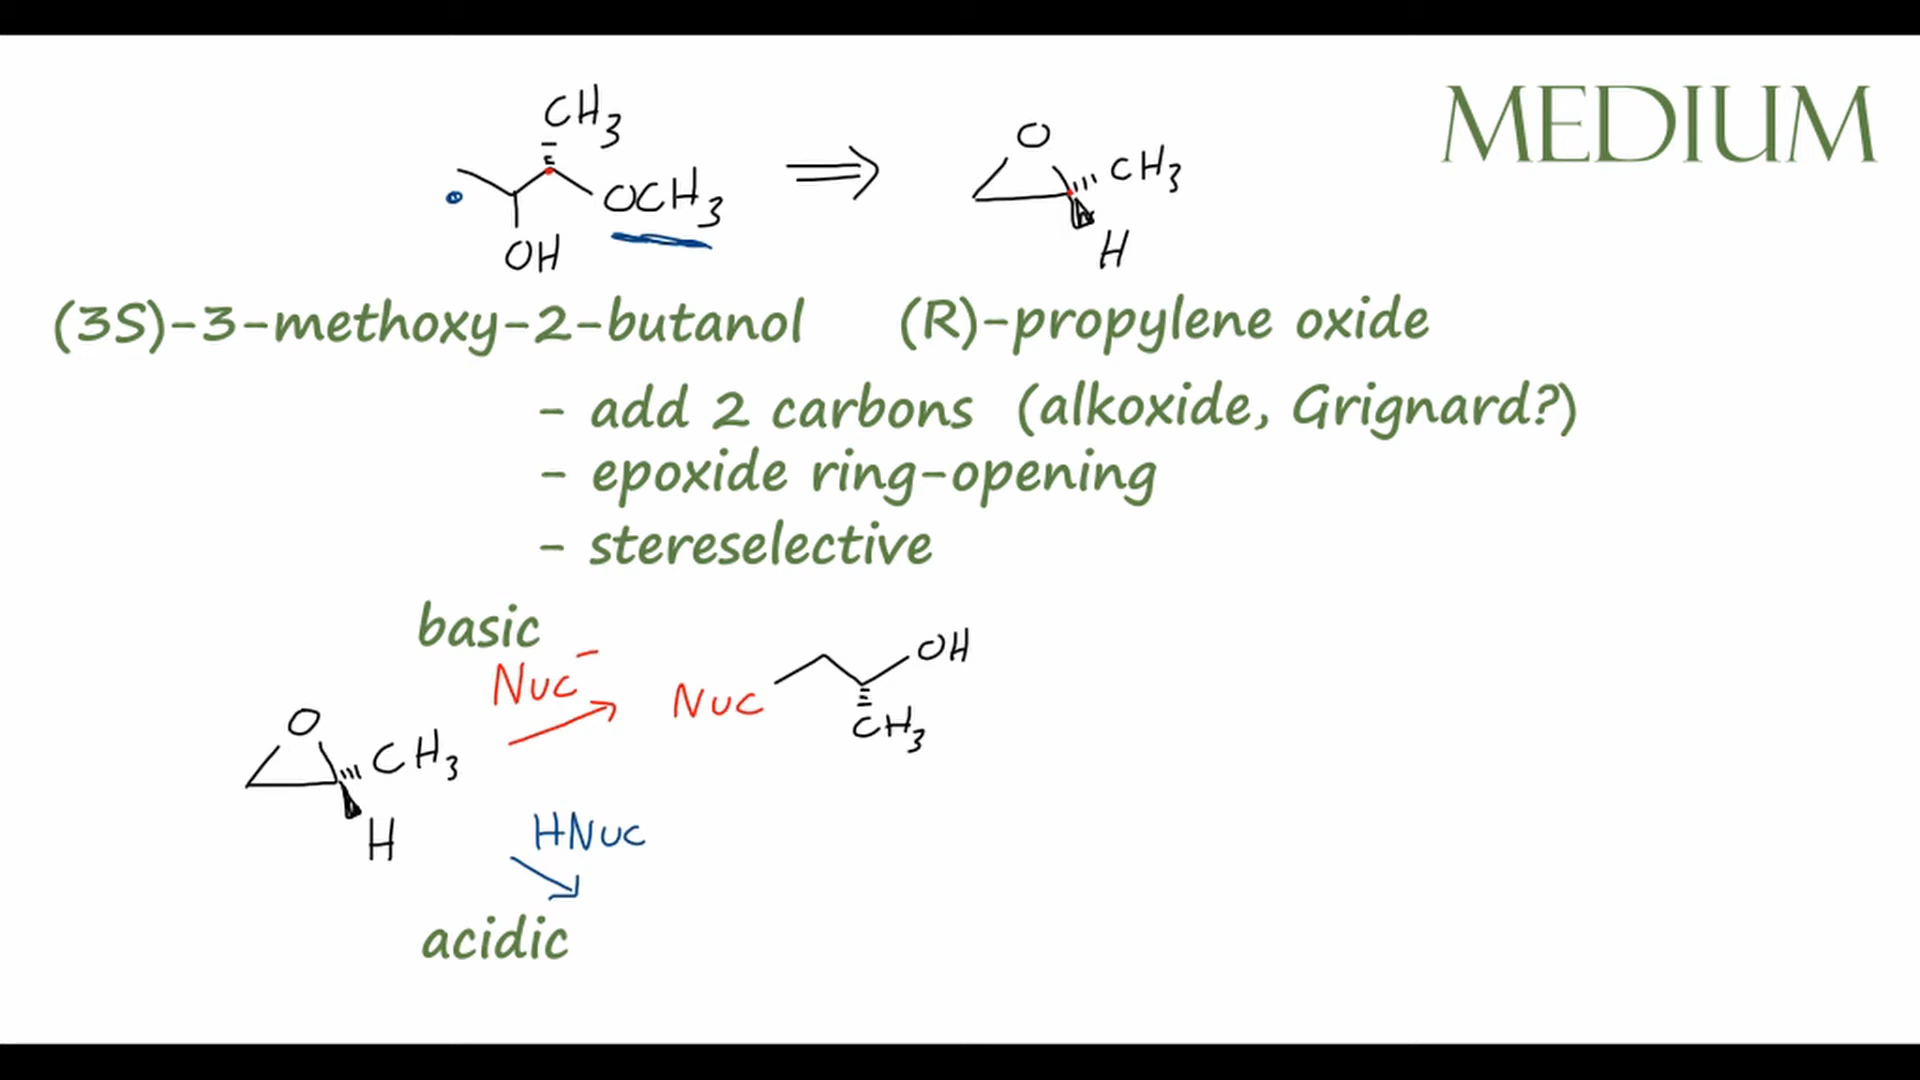 MEDIUM
CH3
OCH3
OH
O
CH3
H
(3S)-3-methoxy-2-butanol (R)-propylene oxide
- add 2 carbons (alkoxide, Grignard?)
- epoxide ring-opening
- stereselective
basic
Nuc-
Nuc
OH
CH3
O
CH3
H
HNuc
acidic